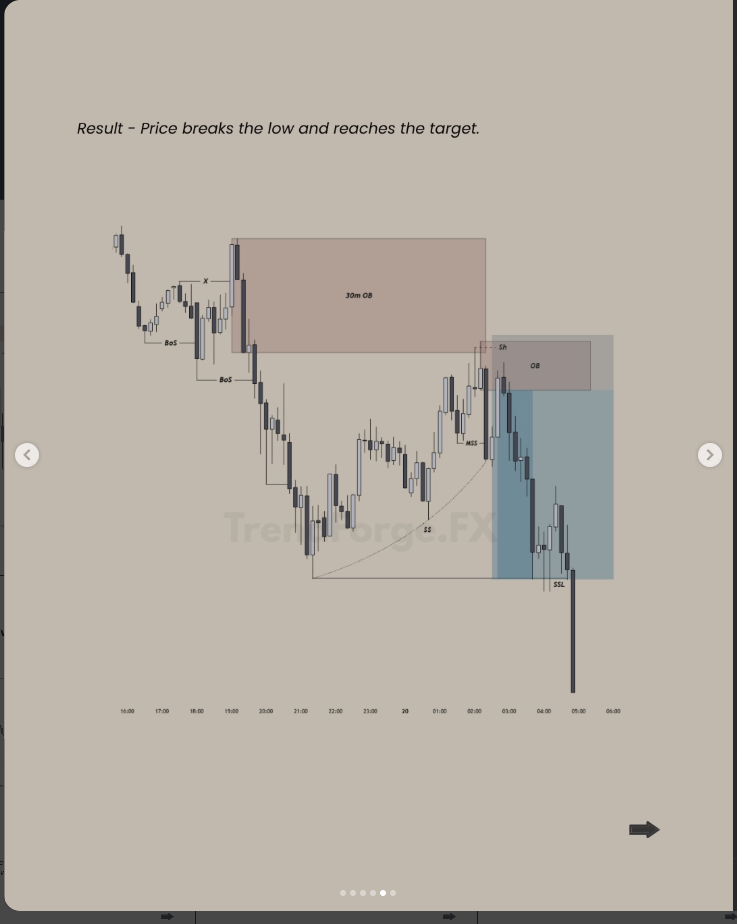 Result - Price breaks the low and reaches the target.
X
30m OB
BoS
Sh
OB
BoS
MSS
TrendForge.FX
SS
SSL
16:00 17:00 18:00 19:00 20:00 21:00 22:00 23:00 20 01:00 02:00 03:00 04:00 05:00 06:00